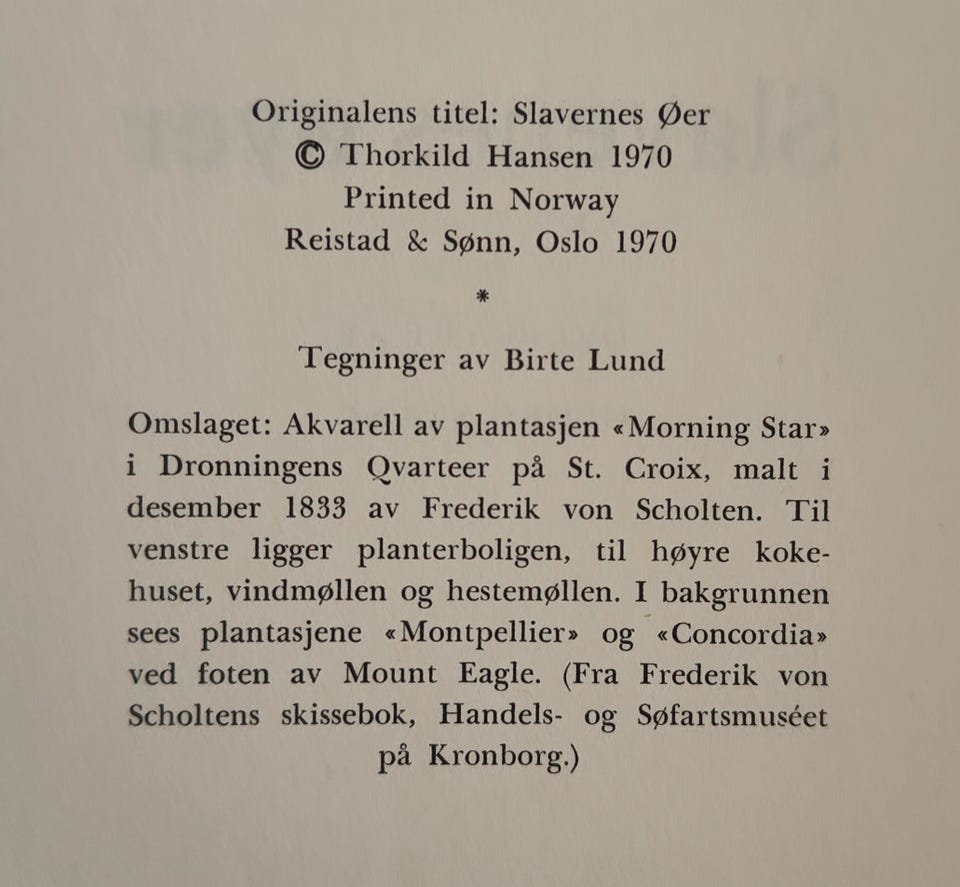 Originalens titel: Slavernes Øer
© Thorkild Hansen 1970
Printed in Norway
Reistad & Sønn, Oslo 1970
*
Tegninger av Birte Lund
Omslaget: Akvarell av plantasjen «Morning Star»
i Dronningens Qvarteer på St. Croix, malt i
desember 1833 av Frederik von Scholten. Til
venstre ligger planterboligen, til høyre koke-
huset, vindmøllen og hestemøllen. I bakgrunnen
sees plantasjene «Montpellier» og «Concordia»
ved foten av Mount Eagle. (Fra Frederik von
Scholtens skissebok, Handels- og Søfartsmuséet
på Kronborg.)